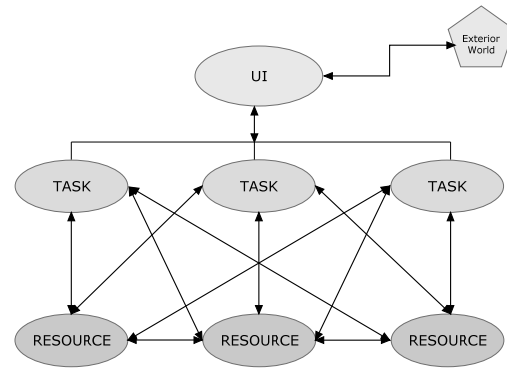 Exterior
World
UI
TASK
TASK
TASK
RESOURCE
RESOURCE
RESOURCE